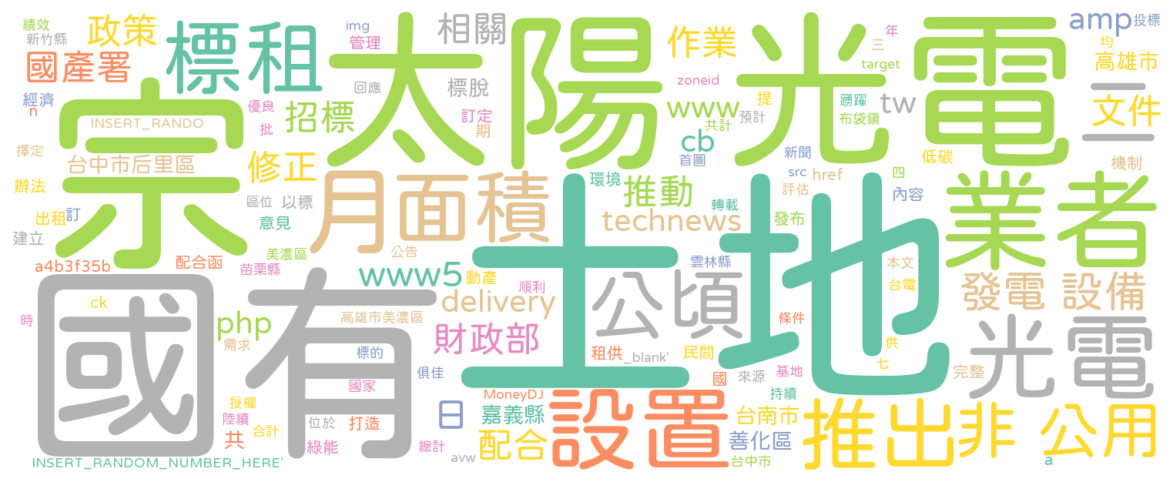 績效
新竹縣
政策
國產署
標租
img
管理
相關
作業
amp
投標
均
高雄市
年
三
target
太陽光電
zoneid
提
經濟
n
優良
批
回應
標脫
訂定
期
www
共計
預計
踴躍
布袋鎮
tw
文件
一
二
宗
INSERT_RANDO
招標
cb
首圖
擇定
台中市后里區
修正
低碳
機制
新聞
src
href
評估
四
內容
辦法
區位
以標
月
面積
環境
推動
轉載
業者
出租
訂
意見
technews
發布
建立
a4b3f35b
配合函
美濃區
苗栗縣
公告
www5
動產
土地
雲林縣
本文
台電
發電
設備
ck
順利
delivery
公頃
時
國有
php
需求
高雄市美濃區
財政部
條件
供
七
光電
標的
租供
_blank'
民間
俱佳
國家
國
來源
基地
完整
授權
陸續
合計
位於
打造
MoneyDJ
持續
日
嘉義縣
設置
台南市
推出
非
公用
共
綠能
總計
配合
善化區
INSERT_RANDOM_NUMBER_HERE'
avw
台中市
a